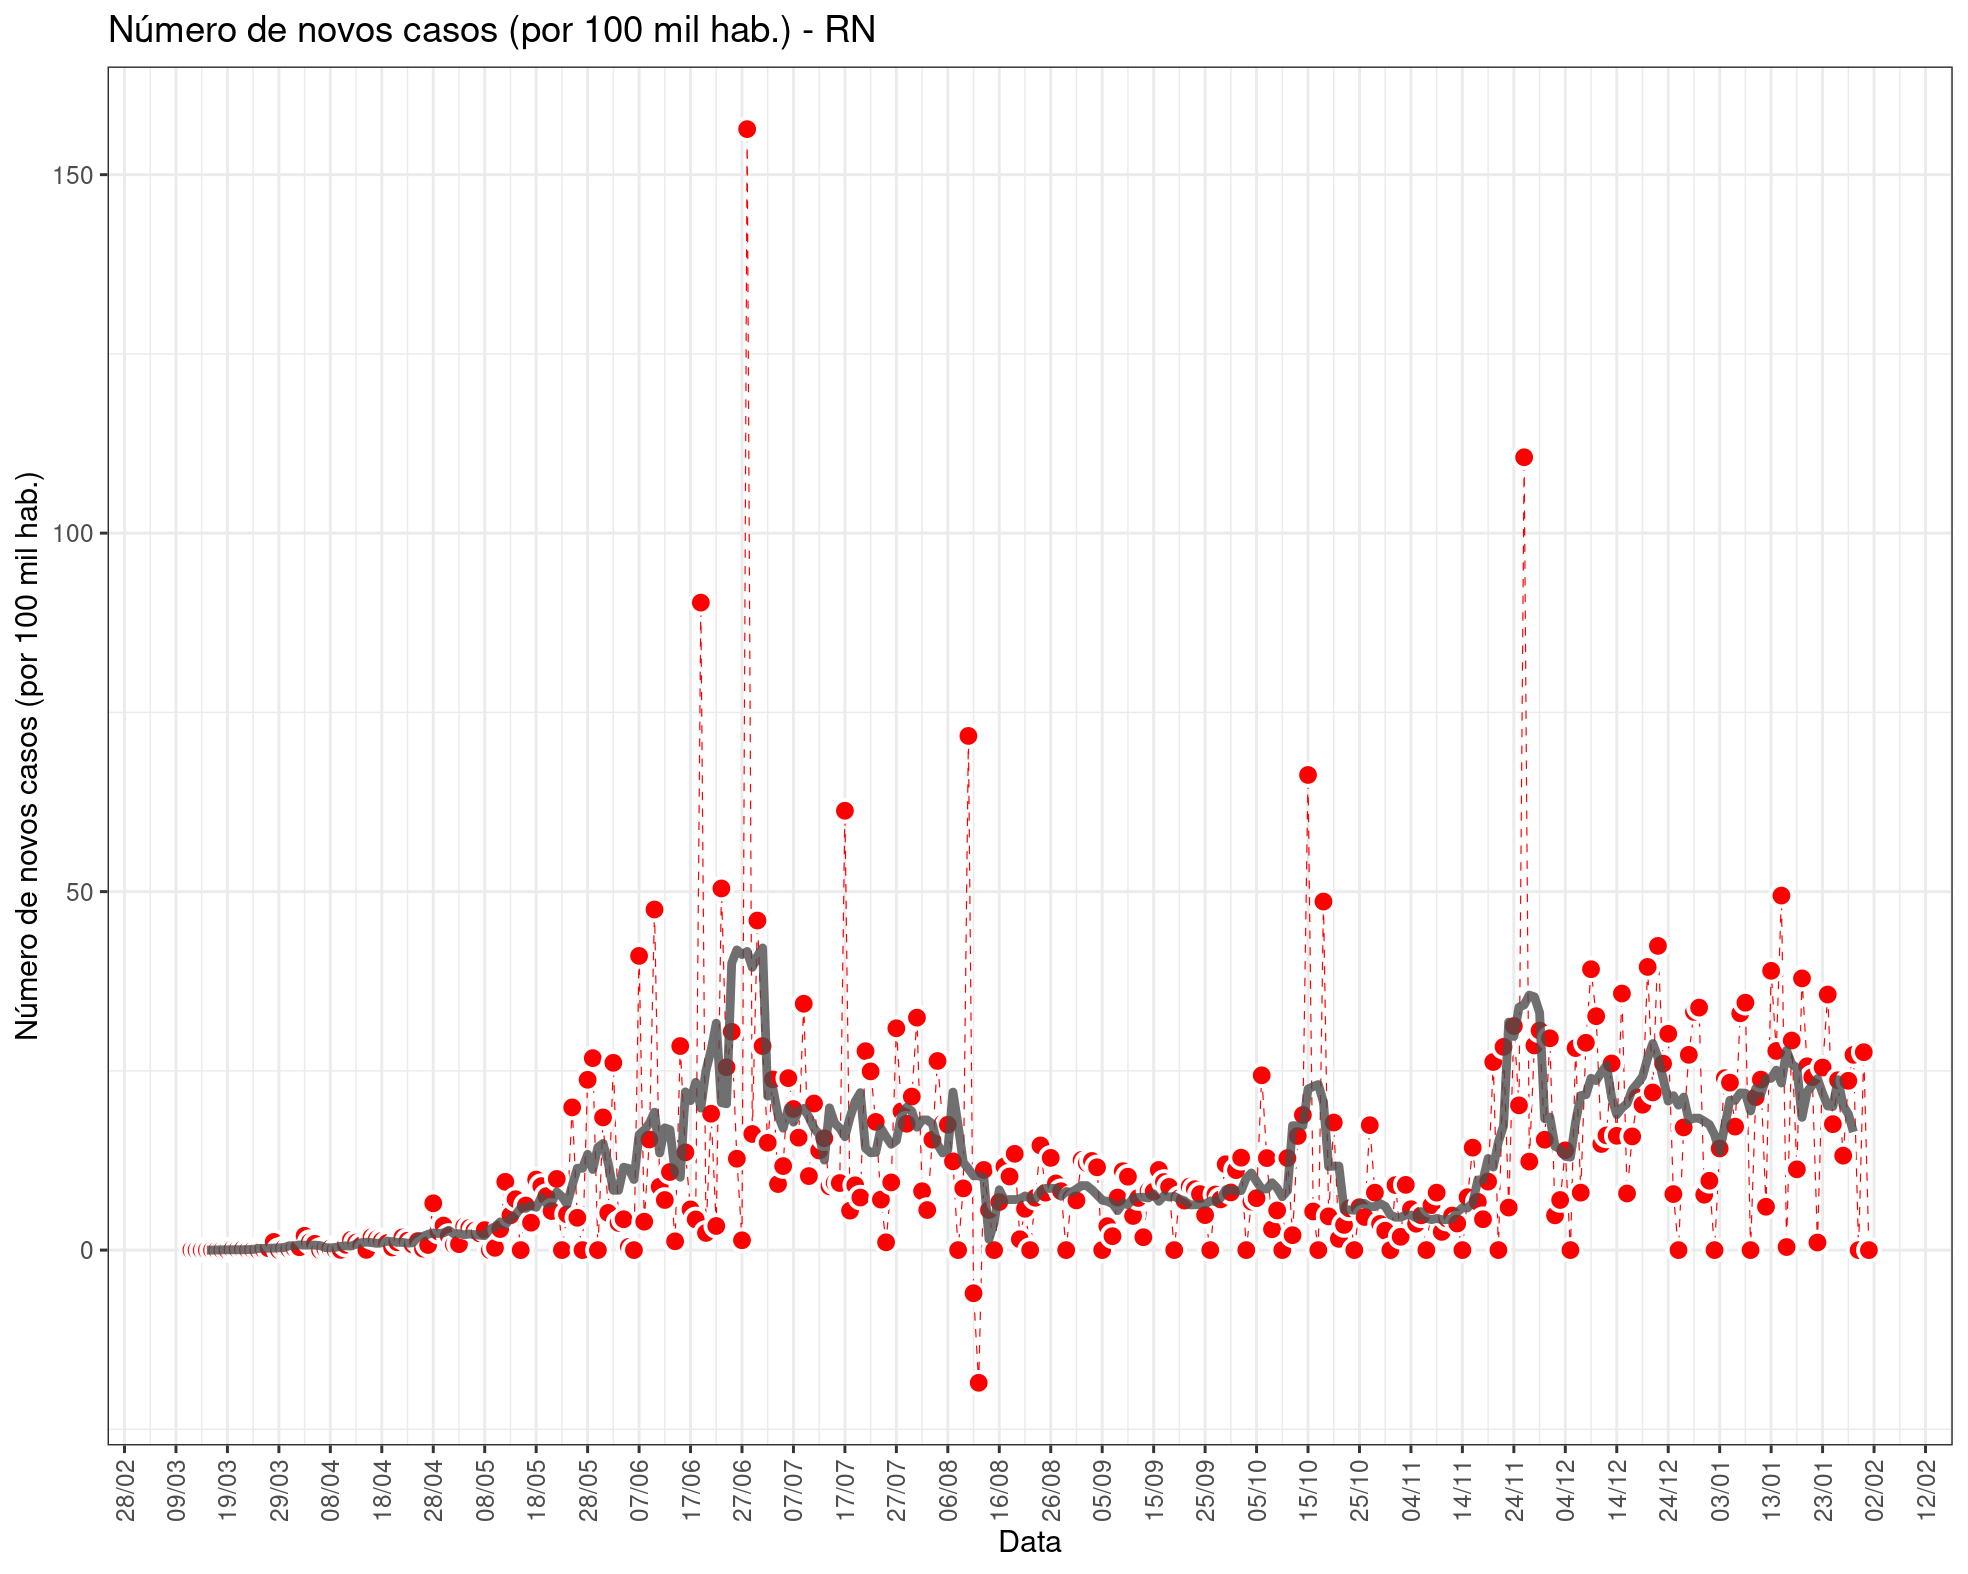 Número de novos casos (por 100 mil hab.) - RN
Número de novos casos (por 100 mil hab.)
150
100
50
0
28/02 09/03 19/03 29/03 08/04 18/04 28/04 08/05 18/05 28/05 07/06 17/06 27/06 07/07 17/07 27/07 06/08 16/08 26/08 05/09 15/09 25/09 05/10 15/10 25/10 04/11 14/11 24/11 04/12 14/12 24/12 03/01 13/01 23/01 02/02 12/02
Data